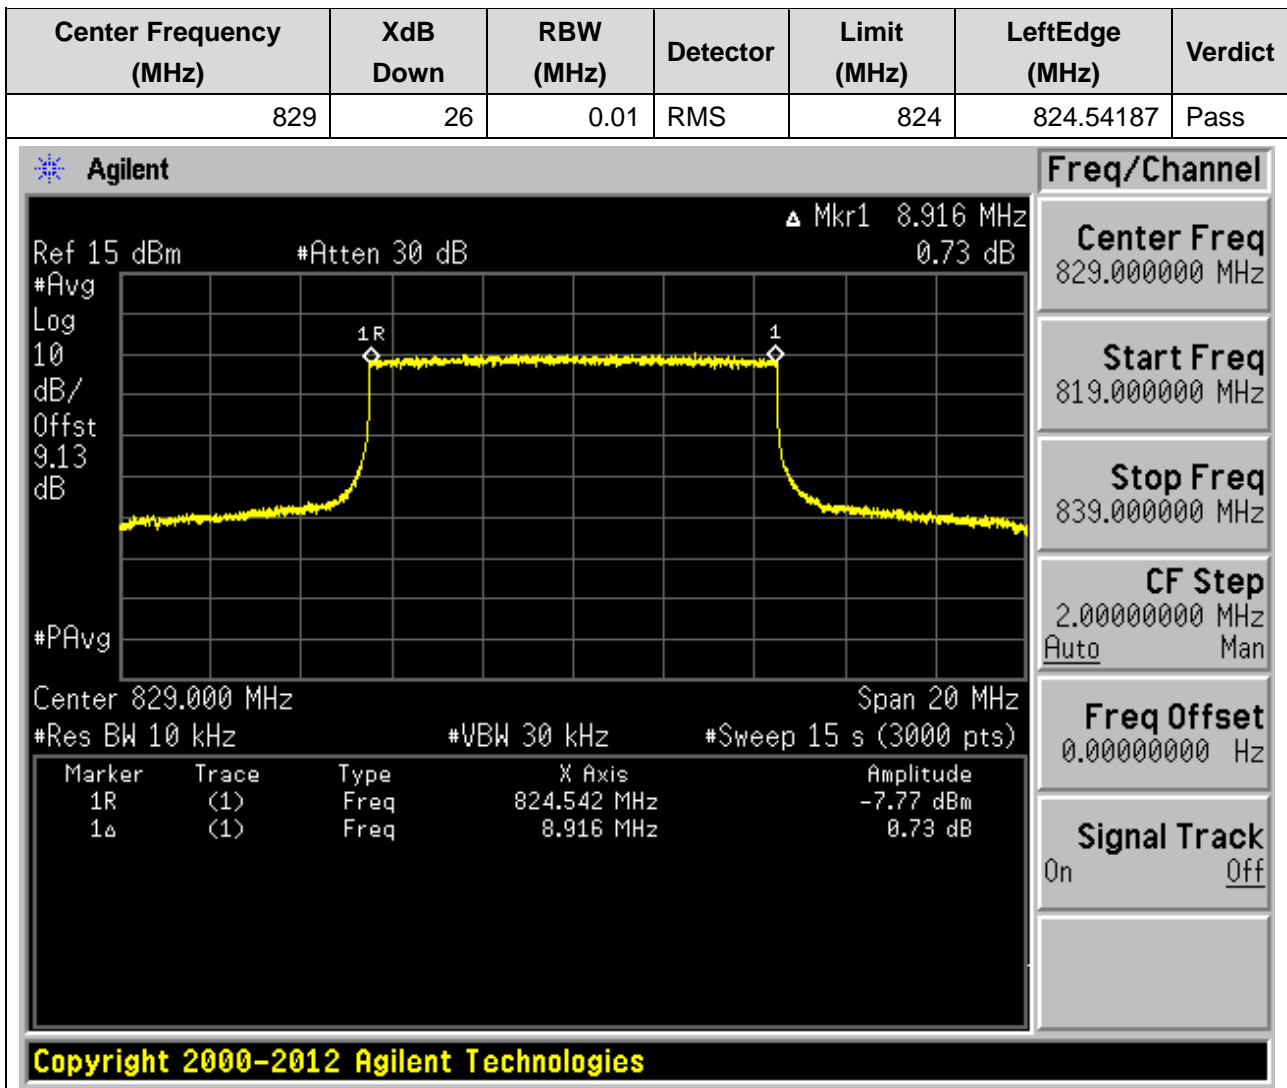 Center Frequency (MHz) XdB Down RBW (MHz) Detector Limit (MHz) LeftEdge (MHz) Verdict
829 26 0.01 RMS 824 824.54187 Pass
Agilent
Freq/Channel
Δ Mkr1 8.916 MHz
Ref 15 dBm #Atten 30 dB 0.73 dB
#Avg
Log
10
dB/
Offst
9.13
dB
1R
1
#PAvg
Center 829.000 MHz Span 20 MHz
#Res BW 10 kHz #VBW 30 kHz #Sweep 15 s (3000 pts)
Marker Trace Type X Axis Amplitude
1R (1) Freq 824.542 MHz -7.77 dBm
1Δ (1) Freq 8.916 MHz 0.73 dB
Center Freq
829.000000 MHz
Start Freq
819.000000 MHz
Stop Freq
839.000000 MHz
CF Step
2.00000000 MHz
Auto Man
Freq Offset
0.00000000 Hz
Signal Track
On Off
Copyright 2000-2012 Agilent Technologies